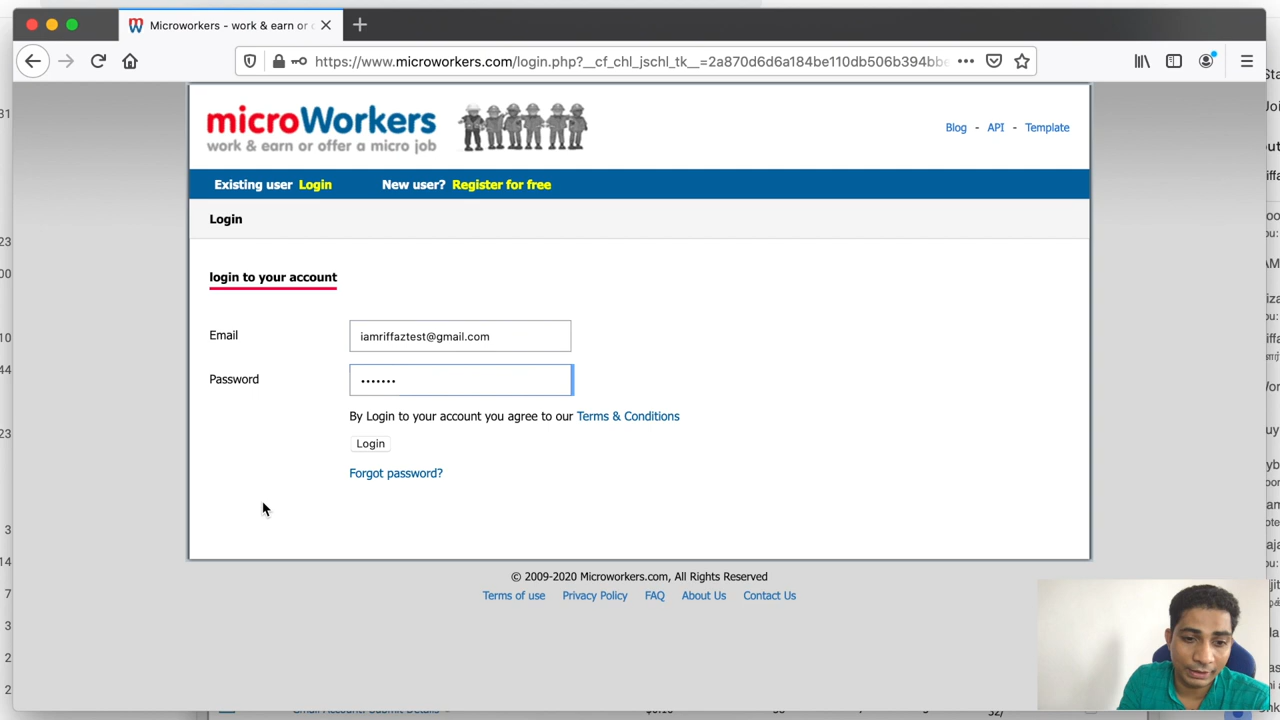 Microworkers - work & earn or
https://www.microworkers.com/login.php?__cf_chl_jschl_tk__=2a870d6d6a184be110db506b394bbe
microWorkers
work & earn or offer a micro job
Blog - API - Template
Existing user Login New user? Register for free
Login
login to your account
Email iamriffaztest@gmail.com
Password •••••••
By Login to your account you agree to our Terms & Conditions
Login
Forgot password?
© 2009-2020 Microworkers.com, All Rights Reserved
Terms of use Privacy Policy FAQ About Us Contact Us